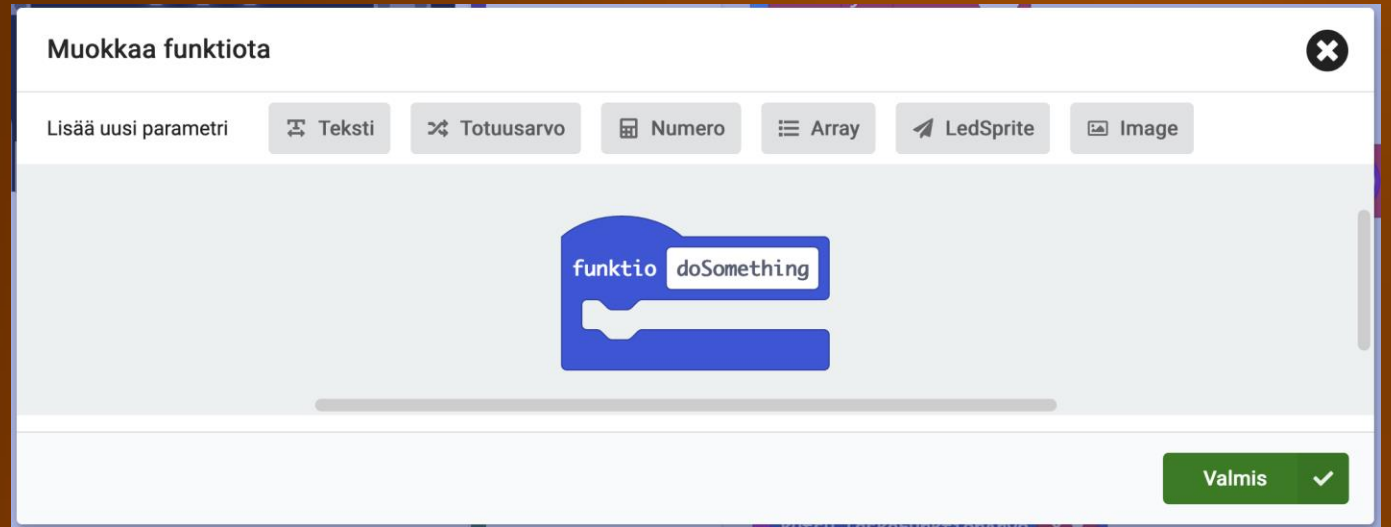 Muokkaa funktiota
Lisää uusi parametri Teksti Totuusarvo Numero Array LedSprite Image
funktio doSomething
Valmis